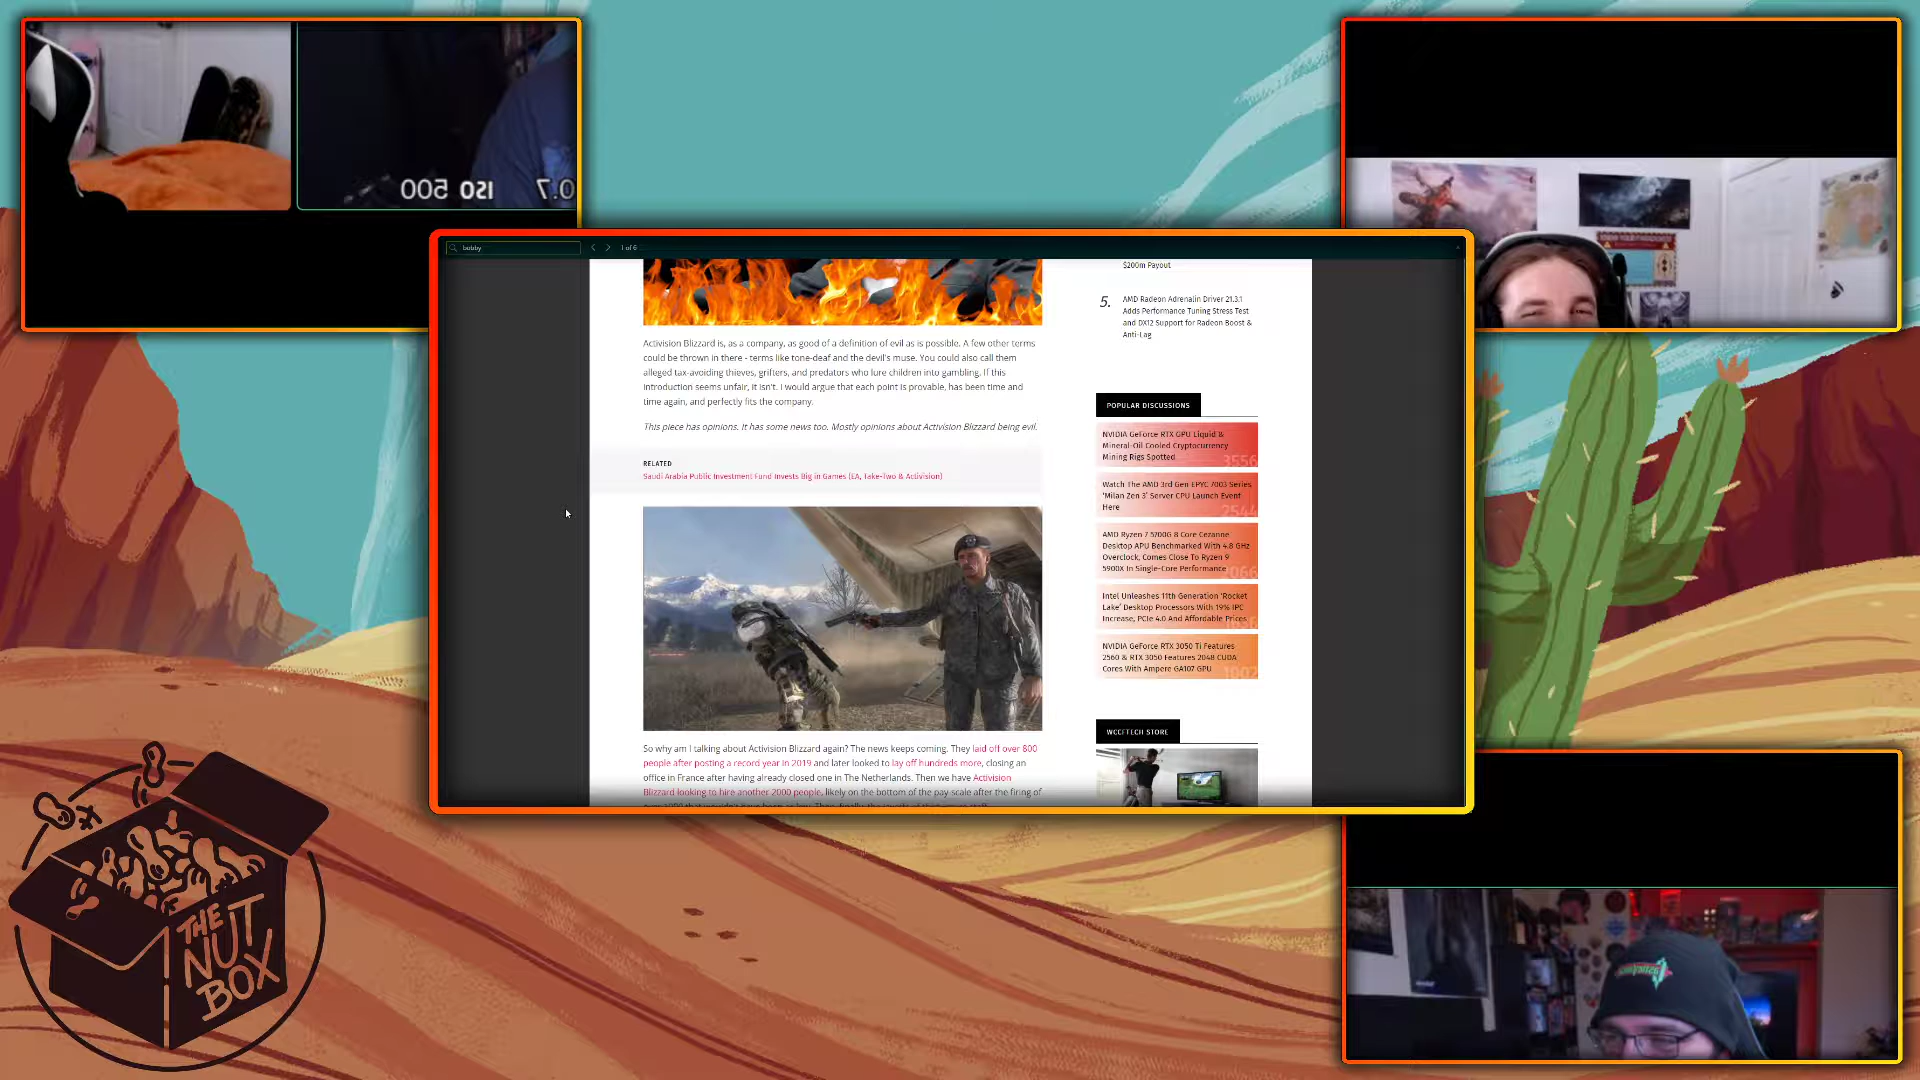 ISO 500
0.7
bobby
1 of 6
$200m Payout
5.
AMD Radeon Adrenalin Driver 21.3.1
Adds Performance Tuning Stress Test
and DX12 Support for Radeon Boost &
Anti-Lag
Activision Blizzard is, as a company, as good of a definition of evil as is possible. A few other terms
could be thrown in there - terms like tone-deaf and the devil's muse. You could also call them
alleged tax-avoiding thieves, grifters, and predators who lure children into gambling. If this
introduction seems unfair, it isn't. I would argue that each point is provable, has been time and
time again, and perfectly fits the company.
This piece has opinions. It has some news too. Mostly opinions about Activision Blizzard being evil.
RELATED
Saudi Arabia Public Investment Fund Invests Big in Games (EA, Take-Two & Activision)
So why am I talking about Activision Blizzard again? The news keeps coming. They laid off over 800
people after posting a record year in 2019 and later looked to lay off hundreds more, closing an
office in France after having already closed one in The Netherlands. Then we have Activision
Blizzard looking to hire another 2000 people, likely on the bottom of the pay-scale after the firing of
POPULAR DISCUSSIONS
NVIDIA GeForce RTX GPU Liquid &
Mineral-Oil Cooled Cryptocurrency
Mining Rigs Spotted
3556
Watch The AMD 3rd Gen EPYC 7003 Series
'Milan Zen 3' Server CPU Launch Event
Here
2544
AMD Ryzen 7 5700G 8 Core Cezanne
Desktop APU Benchmarked With 4.8 GHz
Overclock, Comes Close To Ryzen 9
5900X In Single-Core Performance
2066
Intel Unleashes 11th Generation 'Rocket
Lake' Desktop Processors With 19% IPC
Increase, PCIe 4.0 And Affordable Prices
NVIDIA GeForce RTX 3050 Ti Features
2560 & RTX 3050 Features 2048 CUDA
Cores With Ampere GA107 GPU
1002
WCCFTECH STORE
THE
NUT
BOX